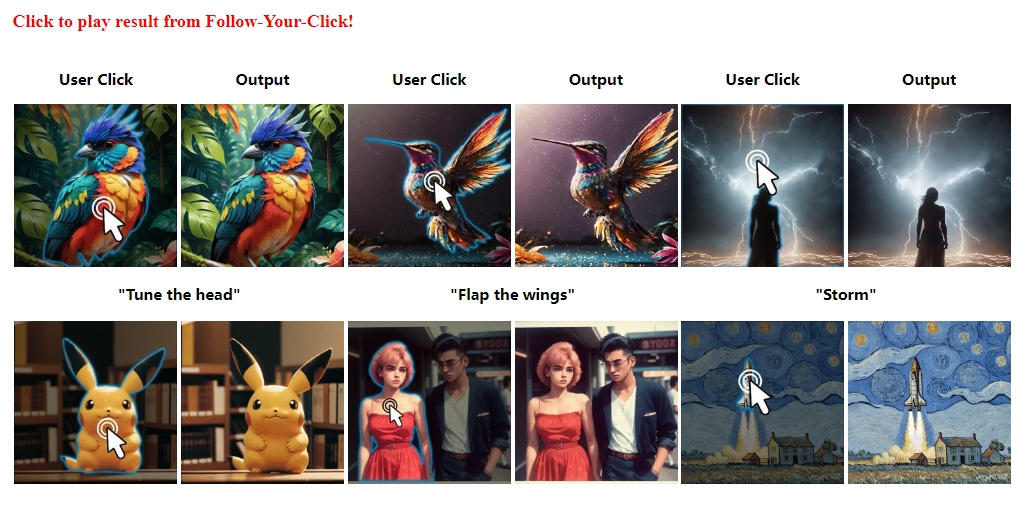 Click to play result from Follow-Your-Click!
User Click Output User Click Output User Click Output
"Tune the head" "Flap the wings" "Storm"